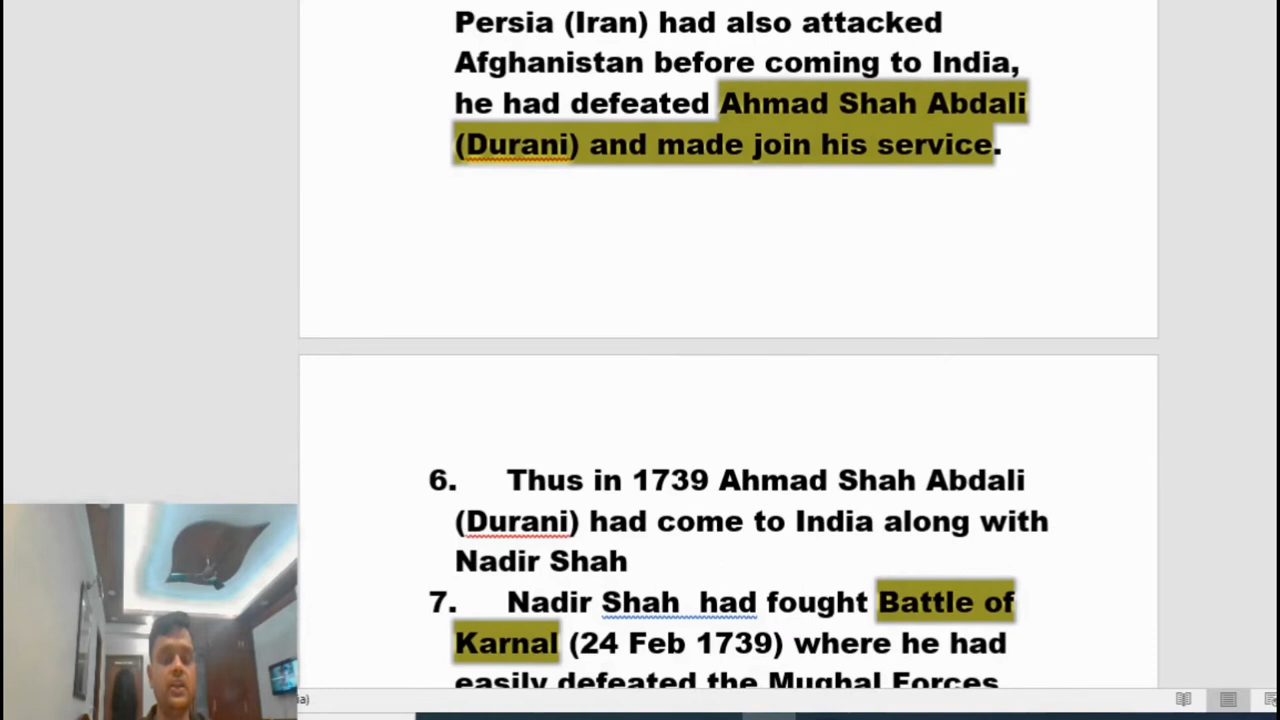 Persia (Iran) had also attacked
Afghanistan before coming to India,
he had defeated Ahmad Shah Abdali
(Durani) and made join his service.
6. Thus in 1739 Ahmad Shah Abdali
(Durani) had come to India along with
Nadir Shah
7. Nadir Shah had fought Battle of
Karnal (24 Feb 1739) where he had
easily defeated the Mughal Forces
ia)